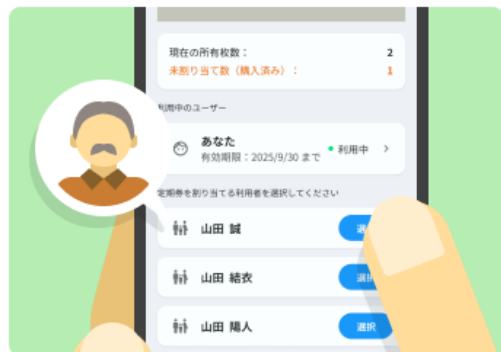 現在の所有枚数： 2
未割り当て数（購入済み）： 1
利用中のユーザー
あなた
有効期限：2025/9/30 まで
利用中
定期券を割り当てる利用者を選択してください
山田 誠
選
山田 結衣
選択
山田 陽人
選択